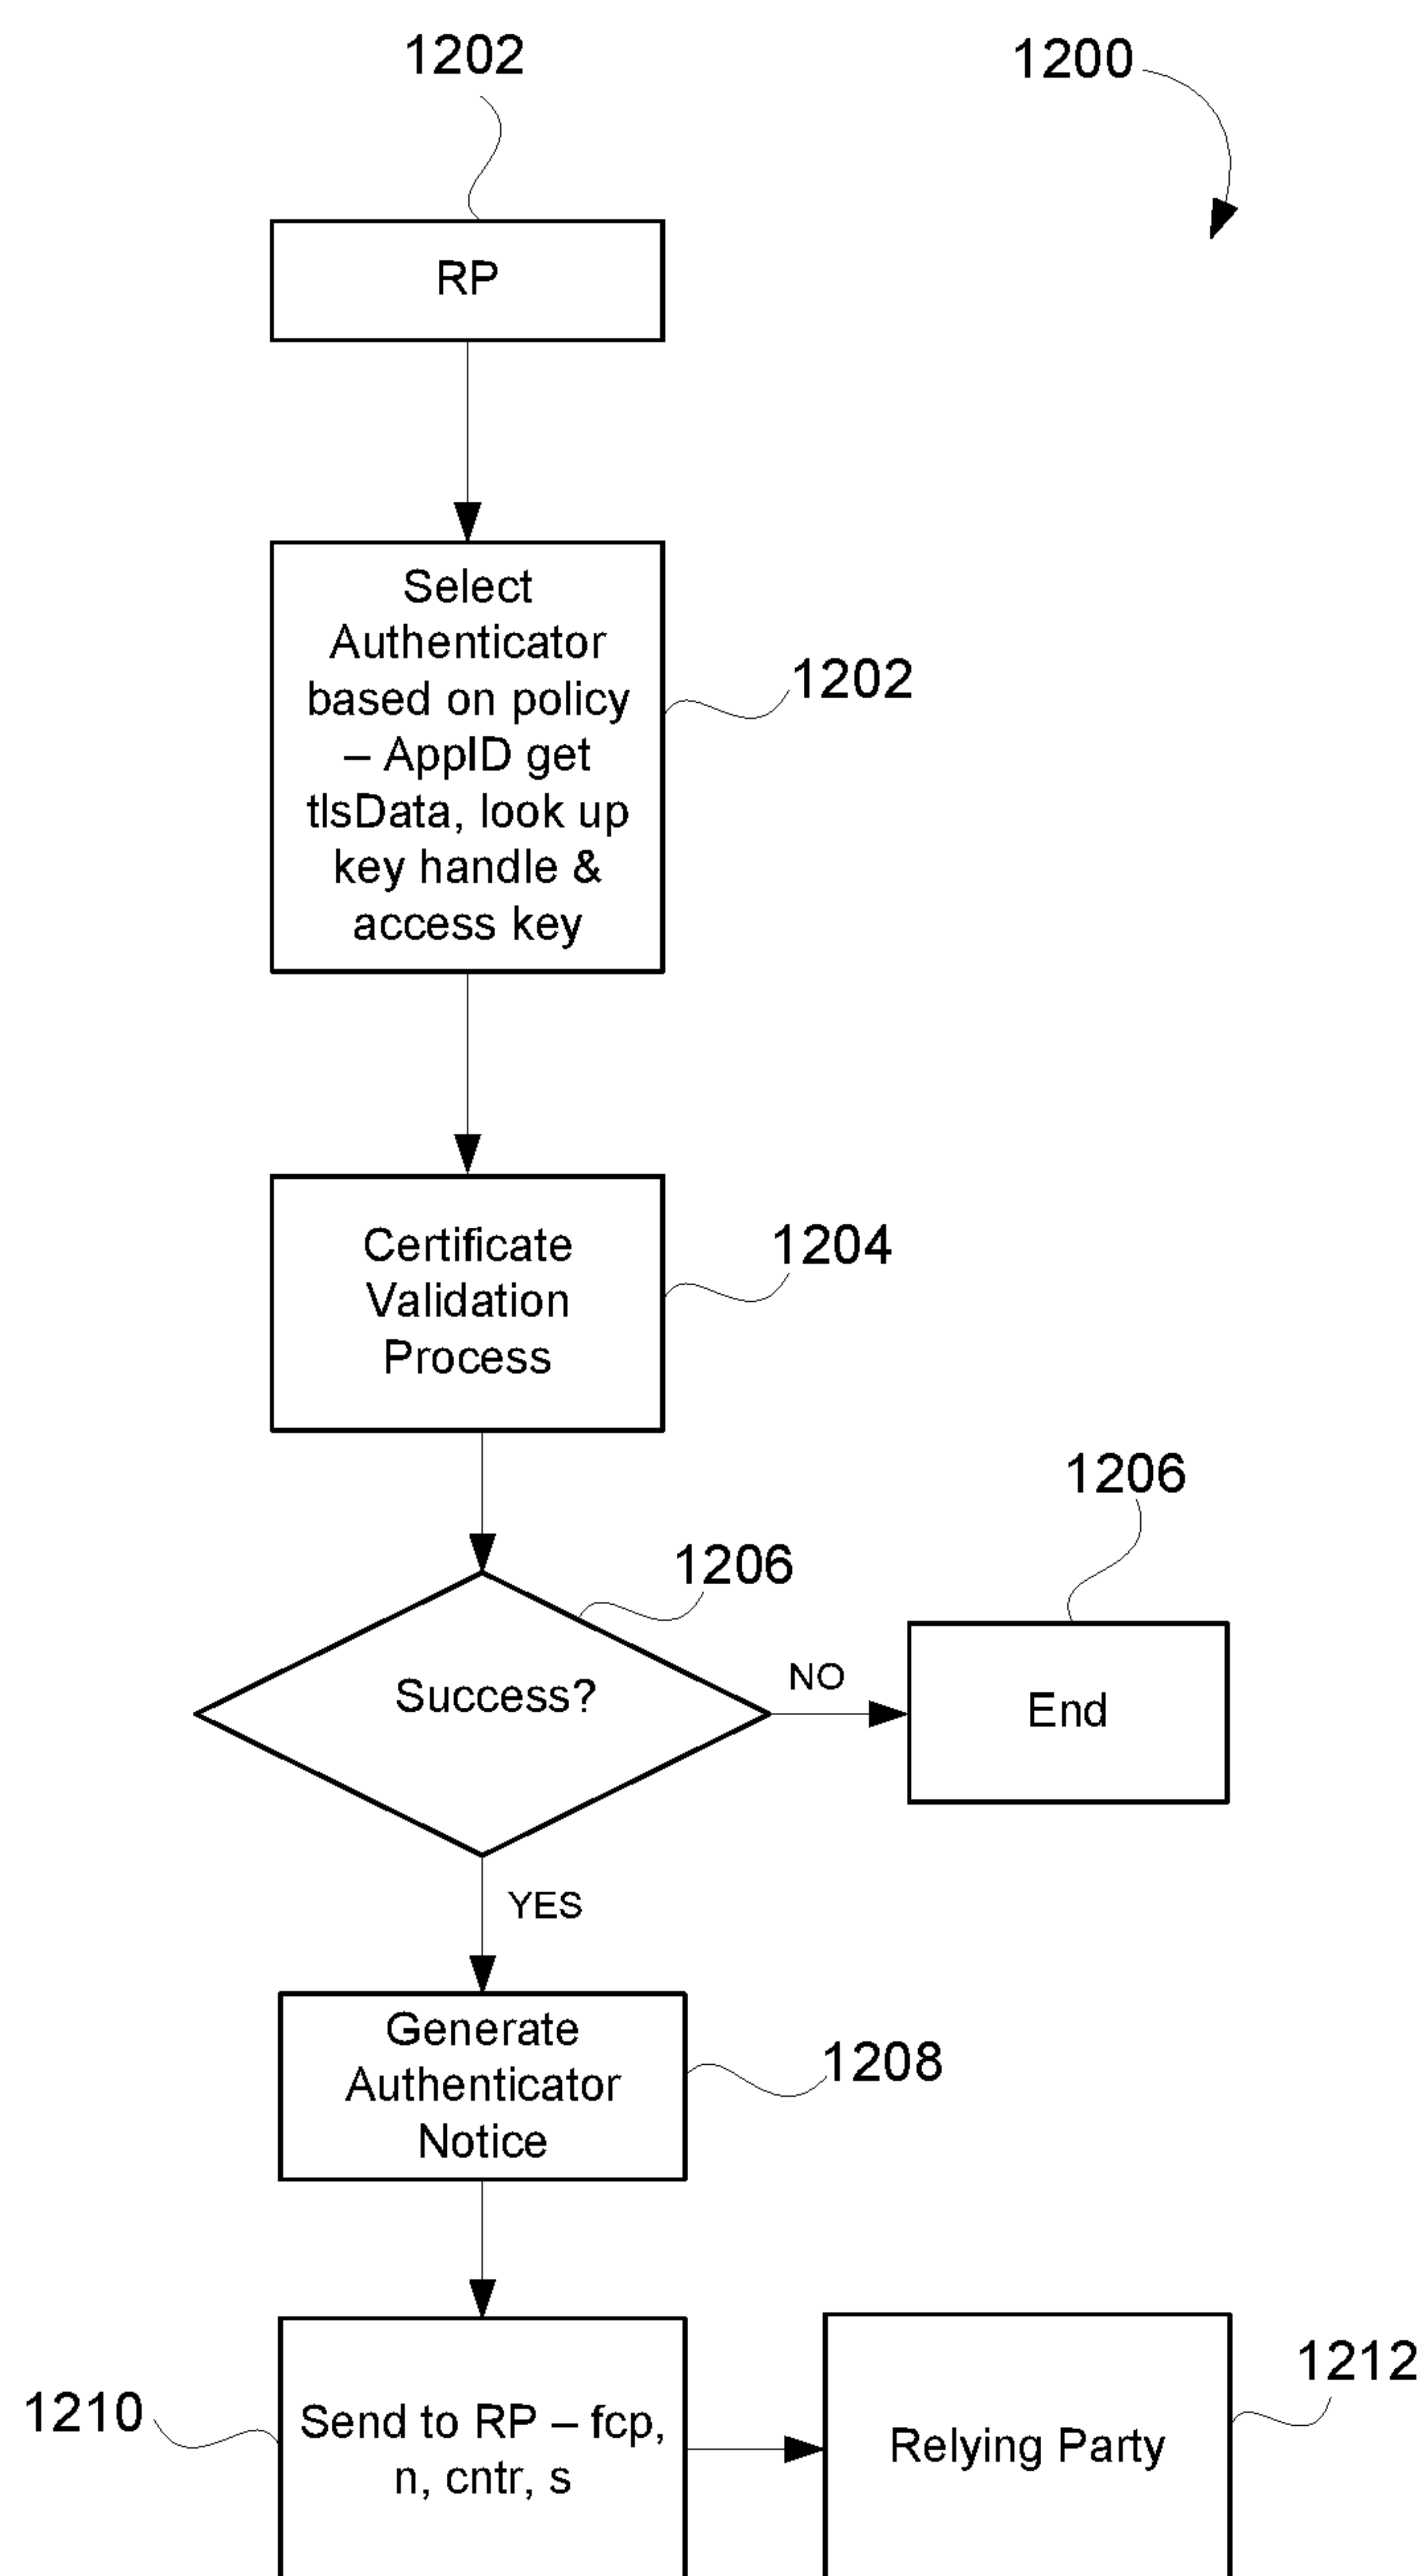 1202
1200
RP
Select
Authenticator
based on policy
– AppID get
tlsData, look up
key handle &
access key
1202
Certificate
Validation
Process
1204
1206
1206
Success?
NO
End
YES
Generate
Authenticator
Notice
1208
1210
Send to RP – fcp,
n, cntr, s
Relying Party
1212